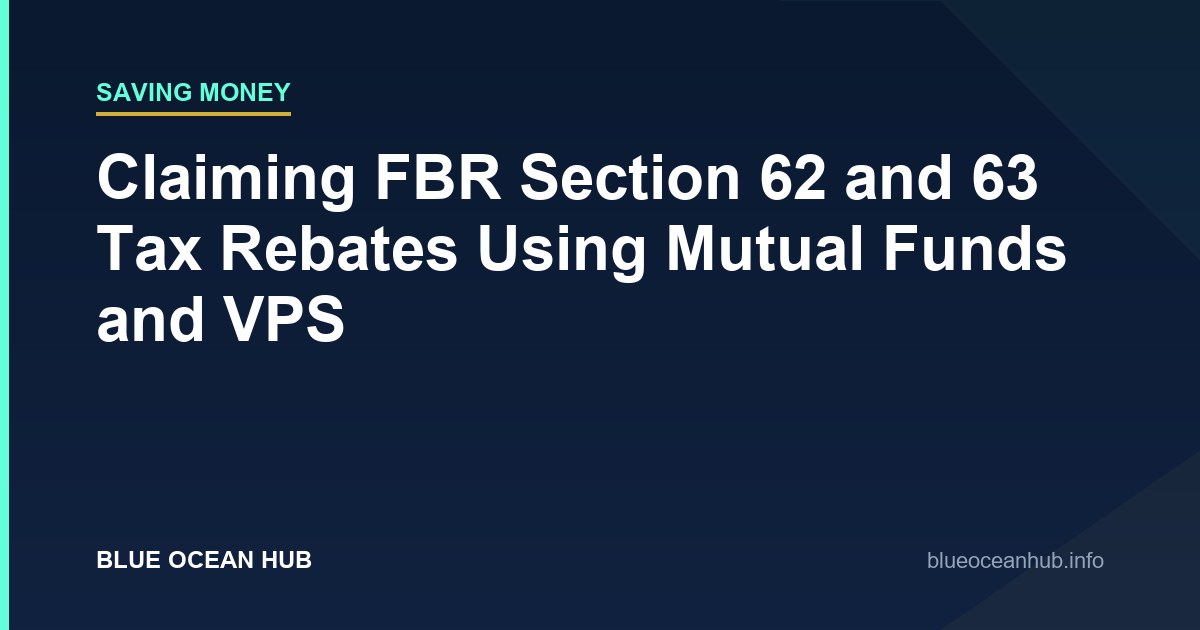 SAVING MONEY
Claiming FBR Section 62 and 63
Tax Rebates Using Mutual Funds
and VPS
BLUE OCEAN HUB
blueoceanhub.info